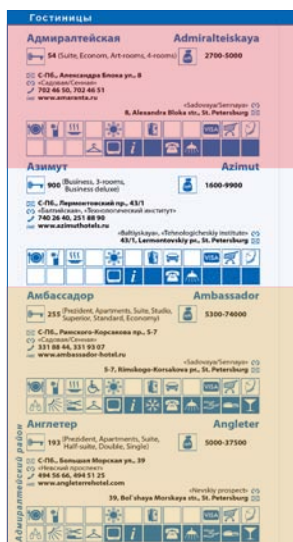 Гостиницы
Адмиралтейская Admiralteiskaya
54 (Suite, Econom, Art-rooms, 4-rooms) 2700-5080
С-Пб., Александра Блока ул., 8
«Садовая/Сенная»
702 46 50, 702 46 51
www.amaranta.ru
«Sadovaya/Sennaya»
8, Alexandra Bloka str., St. Petersburg
VISA
Азимут Azimut
900 (Business, 3-rooms, Business deluxe) 1600-9900
С-Пб., Лермонтовский пр., 43/1
«Балтийская», «Технологический институт»
740 26 40, 251 88 90
www.azimuthotels.ru
«Baltiyskaya», «Tehnologicheskiy institute»
43/1, Lermontovskiy pr., St. Petersburg
i VISA
Амбассадор Ambassador
255 (Prezident, Apartments, Suite, Studio, Superior, Standard, Economy) 5300-74000
С-Пб., Римского-Корсакова пр., 5-7
«Садовая/Сенная»
331 88 44, 331 93 07
www.ambassador-hotel.ru
«Sadovaya/Sennaya»
5-7, Rimskogo-Korsakova pr., St. Petersburg
VISA
i
Англетер Angleter
193 (Prezident, Apartments, Suite, Half-suite, Double, Single) 5000-37500
С-Пб., Большая Морская ул., 39
«Невский проспект»
494 56 66, 494 51 25
www.angleterrehotel.com
«Nevskiy prospect»
39, Bol'shaya Morskaya str., St. Petersburg
VISA
i
Адмиралтейский район